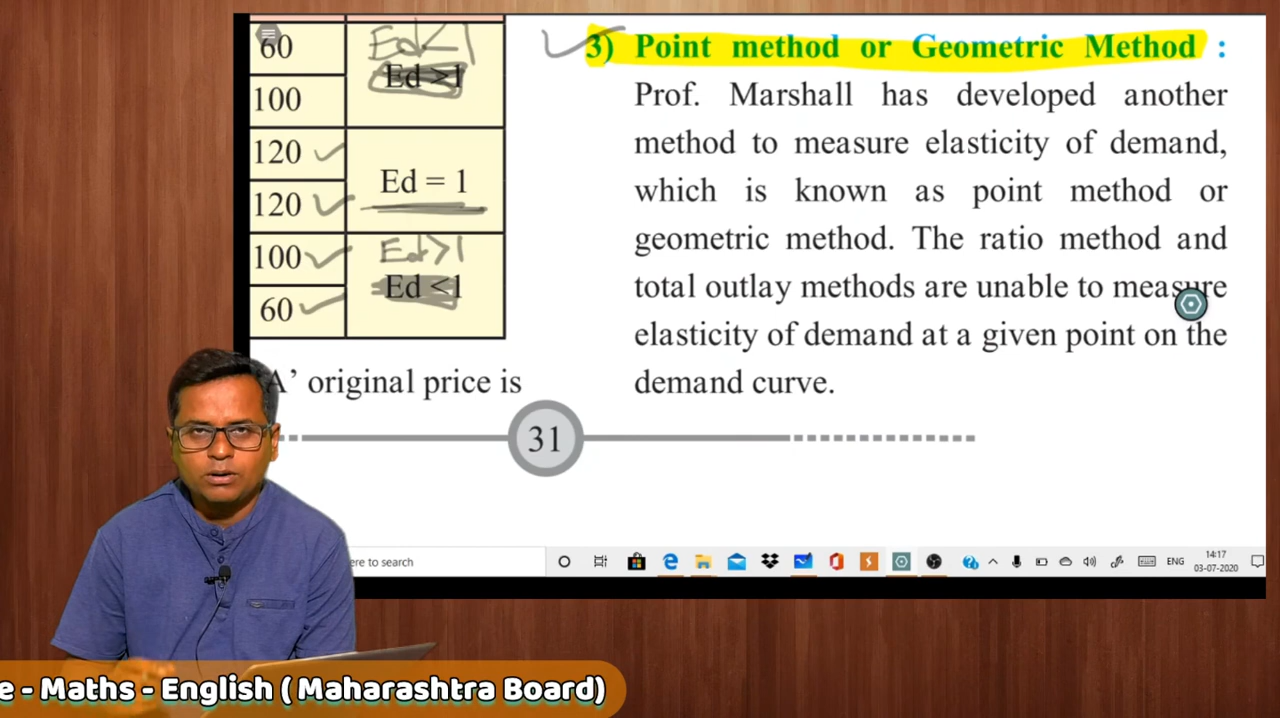 60
Ed<1
Ed >1
100
120
Ed = 1
120
100
Ed>1
Ed <1
60
A’ original price is
3) Point method or Geometric Method :
Prof. Marshall has developed another
method to measure elasticity of demand,
which is known as point method or
geometric method. The ratio method and
total outlay methods are unable to measure
elasticity of demand at a given point on the
demand curve.
31
ere to search
ENG
14:17
03-07-2020
e - Maths - English ( Maharashtra Board)